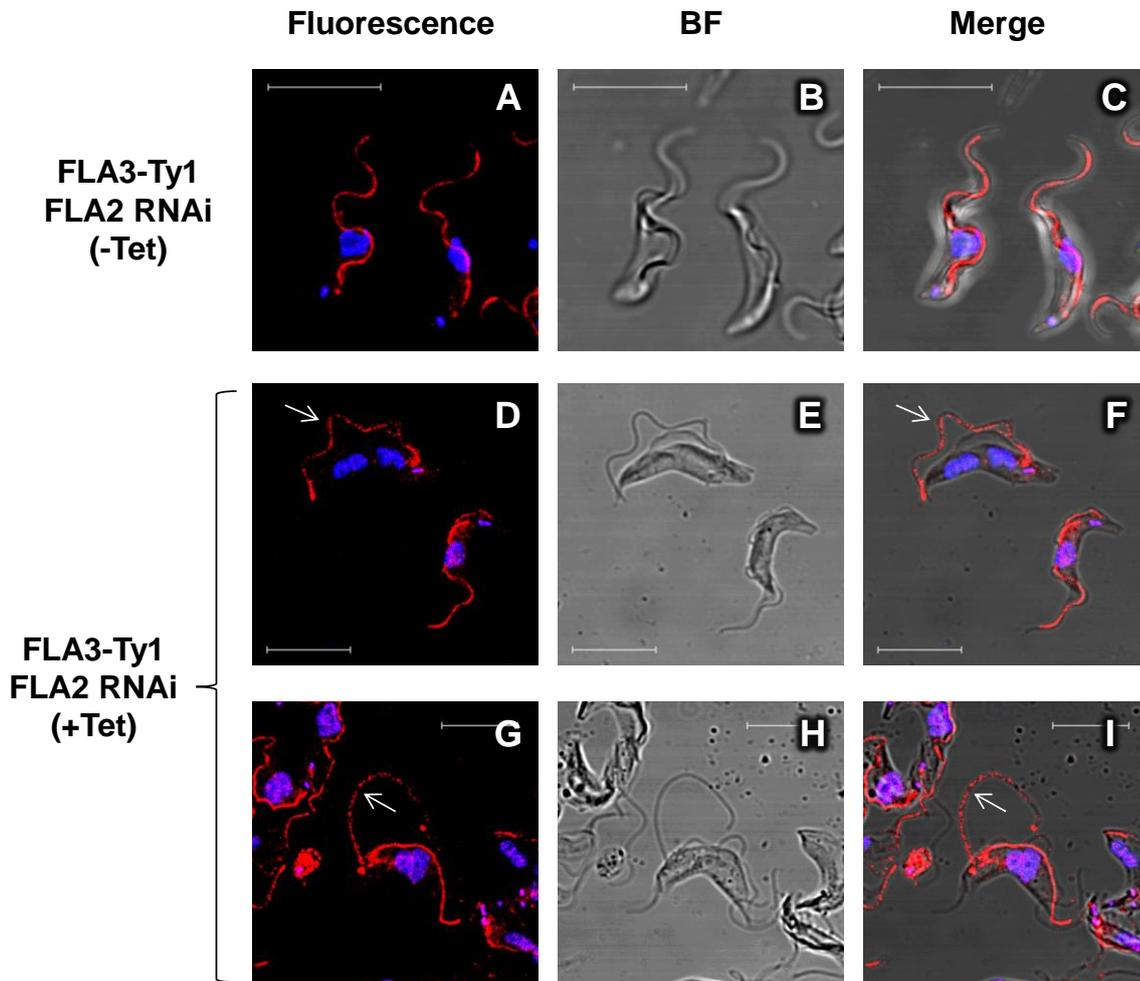 Fluorescence BF Merge
FLA3-Ty1
FLA2 RNAi
(-Tet)
A B C
FLA3-Ty1
FLA2 RNAi
(+Tet)
D E F
G H I